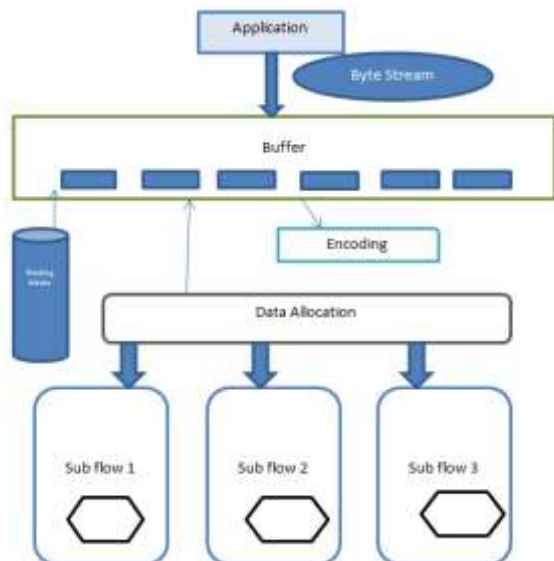 Application
Byte Stream
Buffer
Encoding
Data Allocation
Sub flow 1
Sub flow 2
Sub flow 3